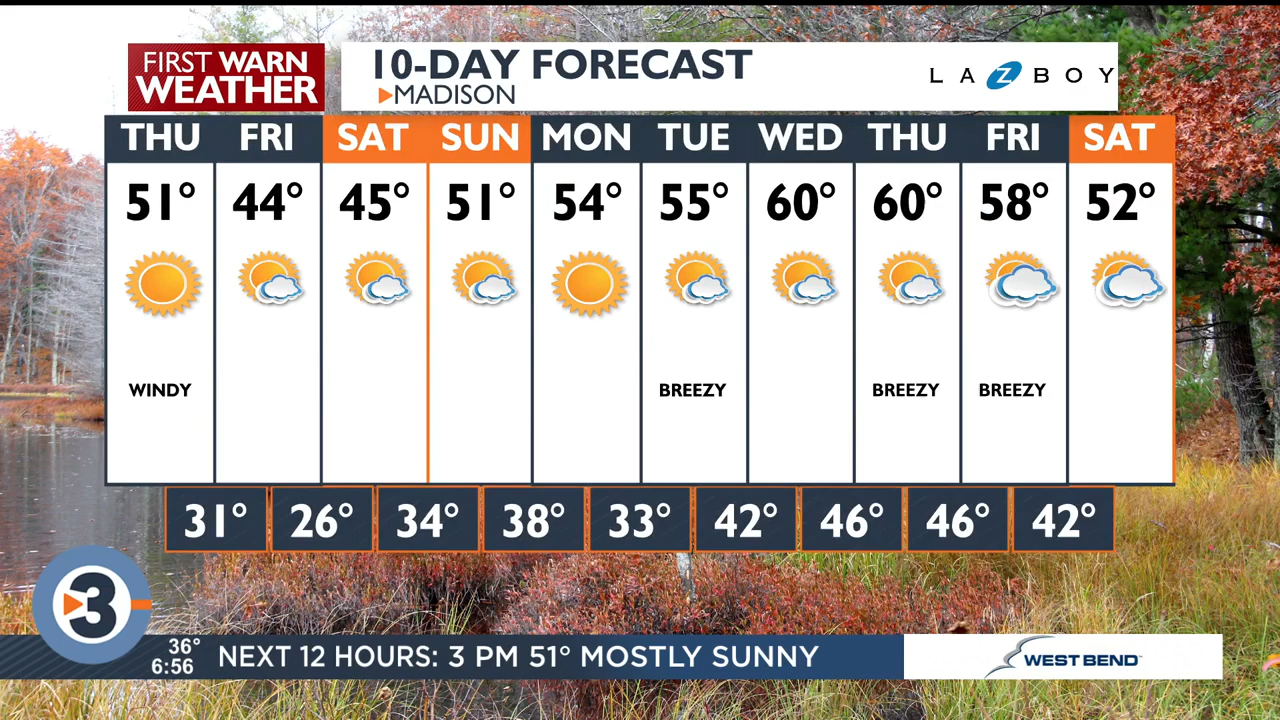 FIRST WARN
WEATHER
10-DAY FORECAST
MADISON
LA Z BOY
THU FRI SAT SUN MON TUE WED THU FRI SAT
51° 44° 45° 51° 54° 55° 60° 60° 58° 52°
WINDY BREEZY BREEZY BREEZY
31° 26° 34° 38° 33° 42° 46° 46° 42°
3
36°
6:56
NEXT 12 HOURS: 3 PM 51° MOSTLY SUNNY
WEST BEND